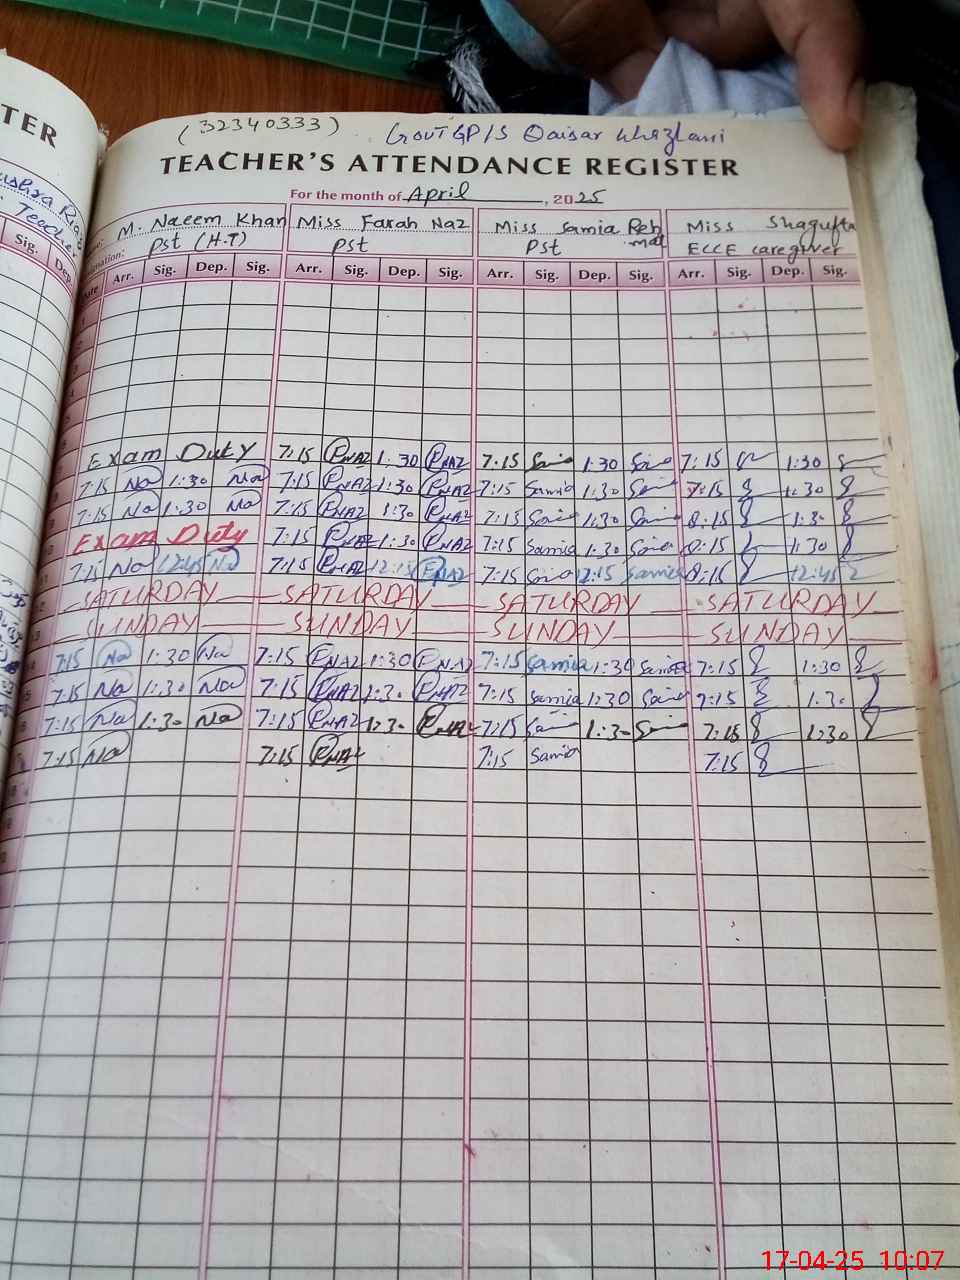 TER
(32340333) Govt GP/S Qaisar
TEACHER'S ATTENDANCE REGISTER
For the month of April, 2025
M. Naeem Khan Miss Farah Naz Miss Samia Reh Miss Shagufta
Pst (H.T) Pst Pst mat ECCE caregiver
Sig. Dep. Arr. Sig. Dep. Sig. Arr. Sig. Dep. Sig. Arr. Sig. Dep. Sig. Arr. Sig. Dep. Sig.
Exam Duty 7:15 FNAZ 1:30 FNAZ 7:15 1:30 7:15 1:30
7:15 Na 1:30 Na 7:15 FNAZ 1:30 FNAZ 7:15 Samia 1:30 7:15 1:30
7:15 Na 1:30 Na 7:15 FNAZ 1:30 FNAZ 7:15 1:30 8:15 1:30
Exam Duty 7:15 FNAZ 1:30 FNAZ 7:15 Samia 1:30 8:15 1:30
7:15 Na 12:45 Na 7:15 FNAZ FNAZ 7:15 12:15 Samia 8:15 12:45
SATURDAY SATURDAY SATURDAY SATURDAY
SUNDAY SUNDAY SUNDAY SUNDAY
7:15 Na 1:30 Na 7:15 FNAZ 1:30 FNAZ 7:15 Samia 1:30 Samia 7:15 1:30
7:15 Na 1:30 Na 7:15 FNAZ 1:30 FNAZ 7:15 Samia 1:30 7:15 1:30
7:15 Na 1:30 Na 7:15 FNAZ 1:30 FNAZ 7:15 1:30 7:15 1:30
7:15 Na 7:15 FNAZ 7:15 Samia 7:15
17-04-25 10:07